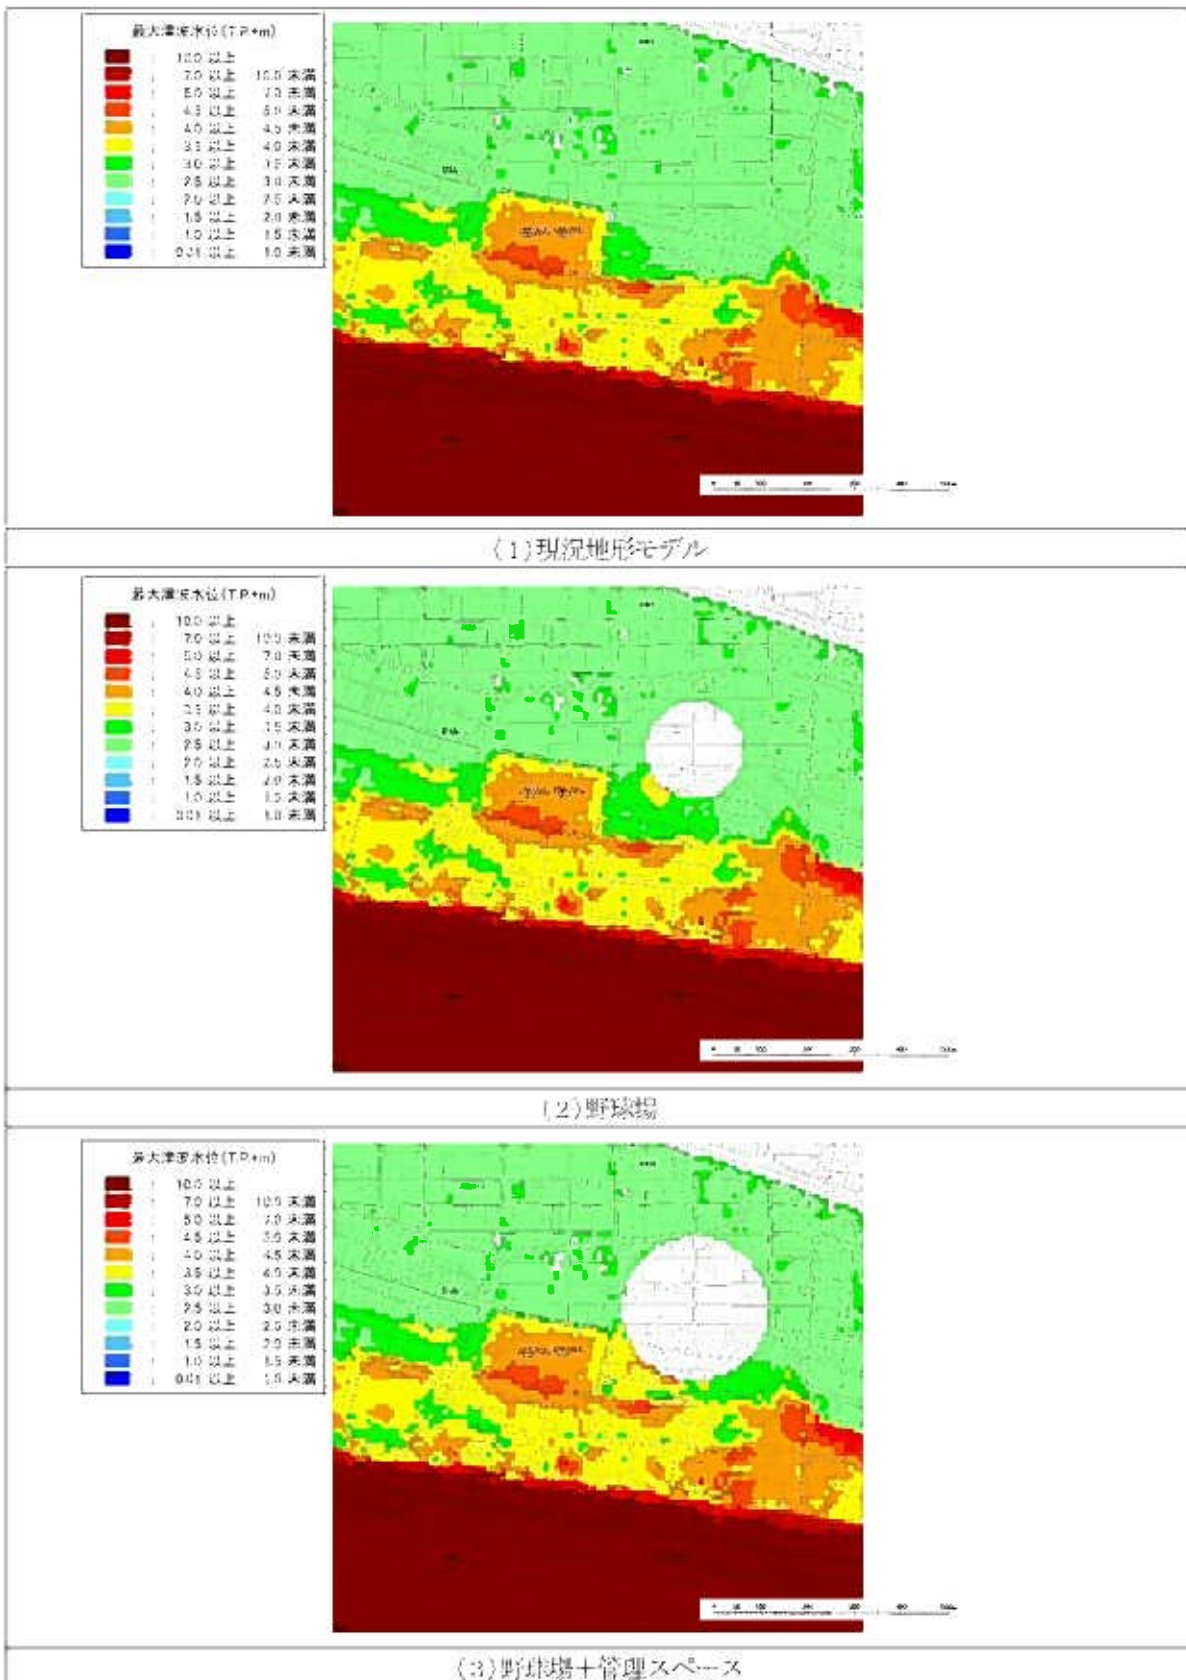 最大津波水位(T.P.+m)
10.0 以上
7.0 以上 10.0 未満
5.0 以上 7.0 未満
4.5 以上 5.0 未満
4.0 以上 4.5 未満
3.5 以上 4.0 未満
3.0 以上 3.5 未満
2.5 以上 3.0 未満
2.0 以上 2.5 未満
1.5 以上 2.0 未満
1.0 以上 1.5 未満
0.01 以上 1.0 未満
(1)現況地形モデル
最大津波水位(T.P.+m)
10.0 以上
7.0 以上 10.0 未満
5.0 以上 7.0 未満
4.5 以上 5.0 未満
4.0 以上 4.5 未満
3.5 以上 4.0 未満
3.0 以上 3.5 未満
2.5 以上 3.0 未満
2.0 以上 2.5 未満
1.5 以上 2.0 未満
1.0 以上 1.5 未満
0.01 以上 1.0 未満
(2)野球場
最大津波水位(T.P.+m)
10.0 以上
7.0 以上 10.0 未満
5.0 以上 7.0 未満
4.5 以上 5.0 未満
4.0 以上 4.5 未満
3.5 以上 4.0 未満
3.0 以上 3.5 未満
2.5 以上 3.0 未満
2.0 以上 2.5 未満
1.5 以上 2.0 未満
1.0 以上 1.5 未満
0.01 以上 1.0 未満
(3)野球場+管理スペース